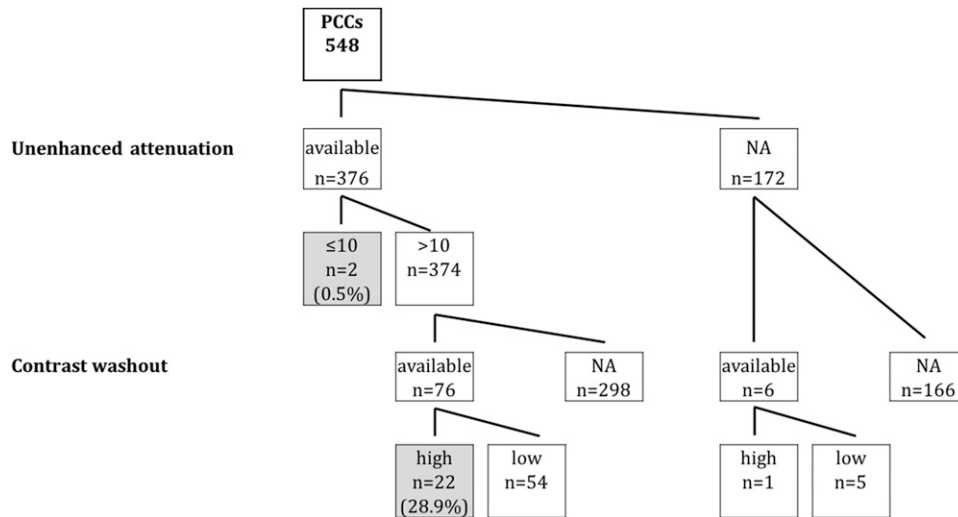 PCCs
548
Unenhanced attenuation
available
n=376
NA
n=172
≤10
n=2
(0.5%)
>10
n=374
Contrast washout
available
n=76
NA
n=298
available
n=6
NA
n=166
high
n=22
(28.9%)
low
n=54
high
n=1
low
n=5